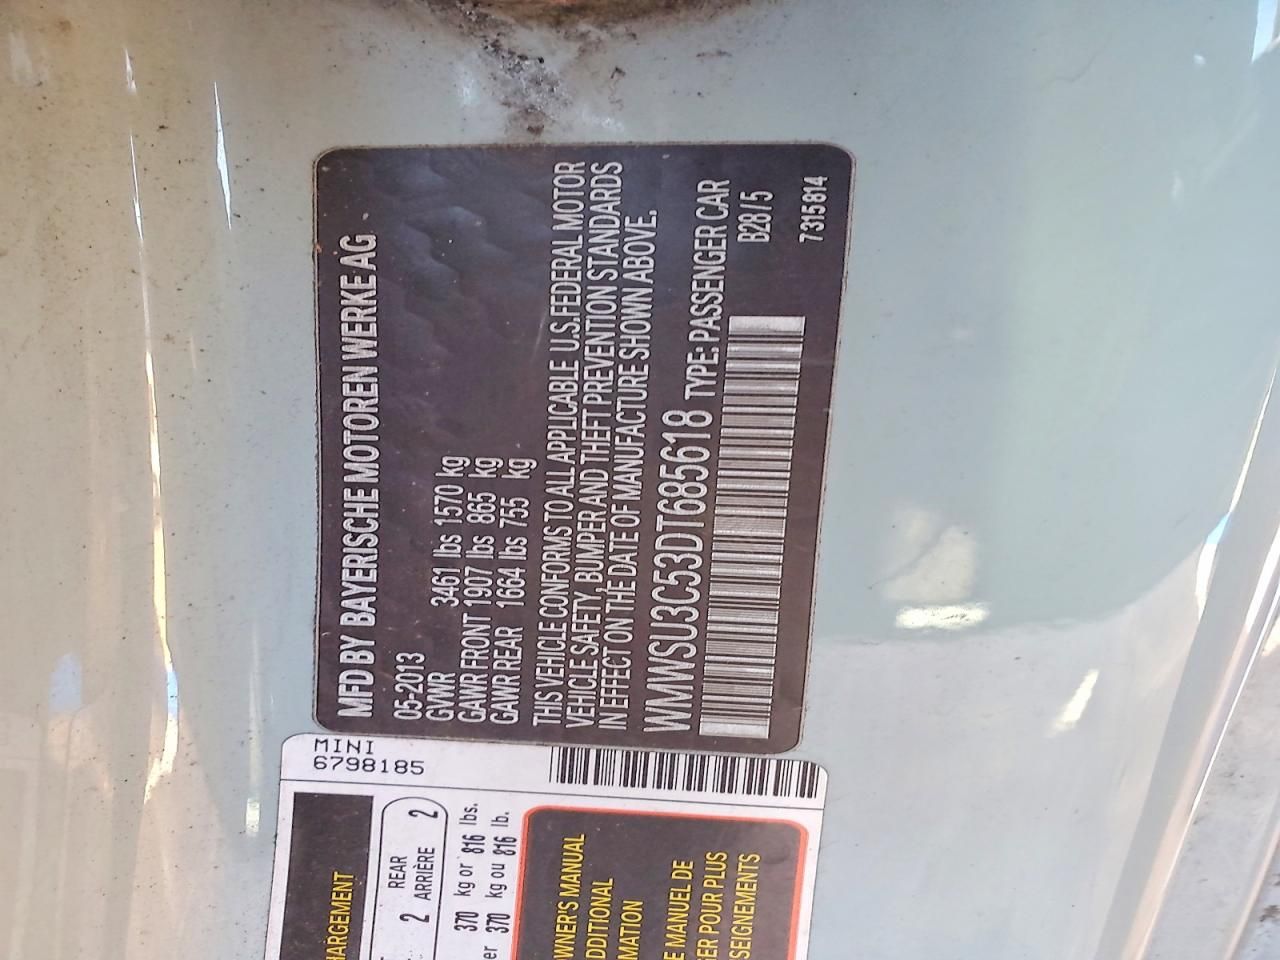 MFD BY BAYERISCHE MOTOREN WERKE AG
05-2013
GVWR 3461 lbs 1570 kg
GAWR FRONT 1907 lbs 865 kg
GAWR REAR 1664 lbs 755 kg
THIS VEHICLE CONFORMS TO ALL APPLICABLE U.S. FEDERAL MOTOR
VEHICLE SAFETY, BUMPER AND THEFT PREVENTION STANDARDS
IN EFFECT ON THE DATE OF MANUFACTURE SHOWN ABOVE.
WMWSU3C53DT685618 TYPE: PASSENGER CAR
B28/5
7315814
MINI
6798185
HARGEMENT
2 REAR 2
ARRIÈRE
370 kg or 816 lbs.
er 370 kg ou 816 lb.
WNER'S MANUAL
DDITIONAL
MATION
E MANUEL DE
ER POUR PLUS
SEIGNEMENTS